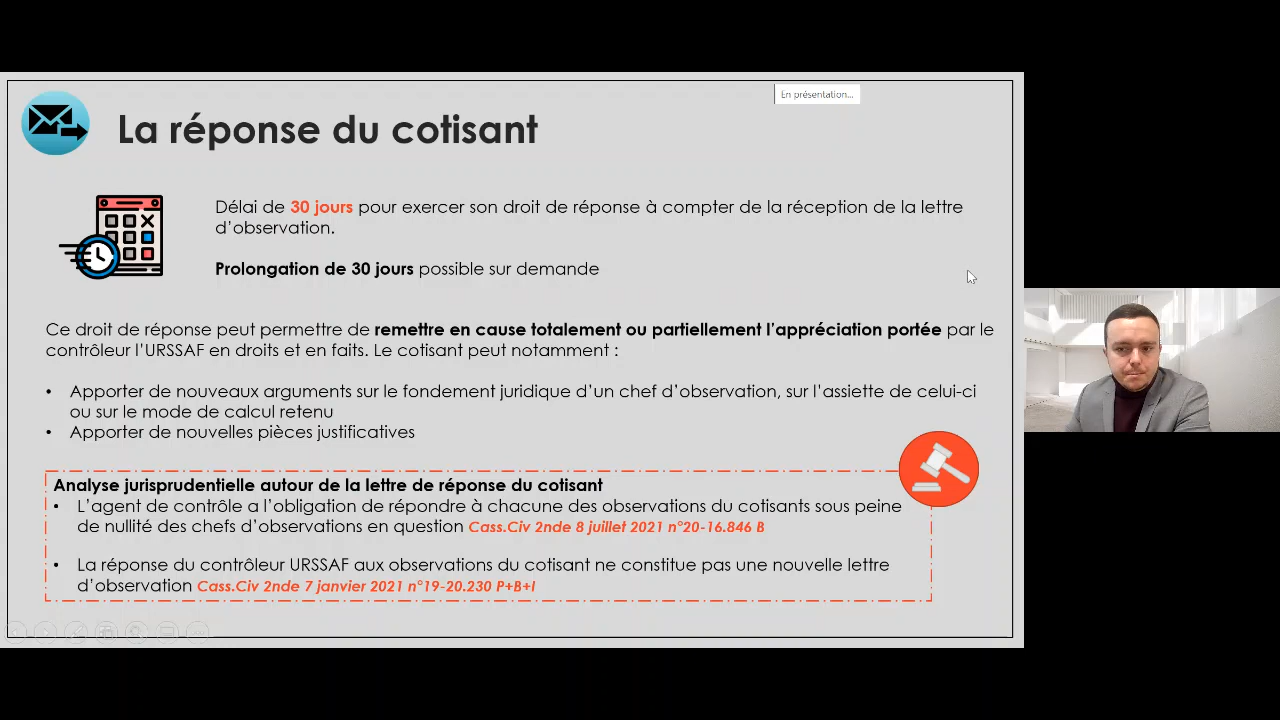 En présentation...
La réponse du cotisant
Délai de 30 jours pour exercer son droit de réponse à compter de la réception de la lettre
d'observation.
Prolongation de 30 jours possible sur demande
Ce droit de réponse peut permettre de remettre en cause totalement ou partiellement l'appréciation portée par le
contrôleur l'URSSAF en droits et en faits. Le cotisant peut notamment :
• Apporter de nouveaux arguments sur le fondement juridique d'un chef d'observation, sur l'assiette de celui-ci
ou sur le mode de calcul retenu
• Apporter de nouvelles pièces justificatives
Analyse jurisprudentielle autour de la lettre de réponse du cotisant
• L'agent de contrôle a l'obligation de répondre à chacune des observations du cotisants sous peine
de nullité des chefs d'observations en question Cass.Civ 2nde 8 juillet 2021 n°20-16.846 B
• La réponse du contrôleur URSSAF aux observations du cotisant ne constitue pas une nouvelle lettre
d'observation Cass.Civ 2nde 7 janvier 2021 n°19-20.230 P+B+I